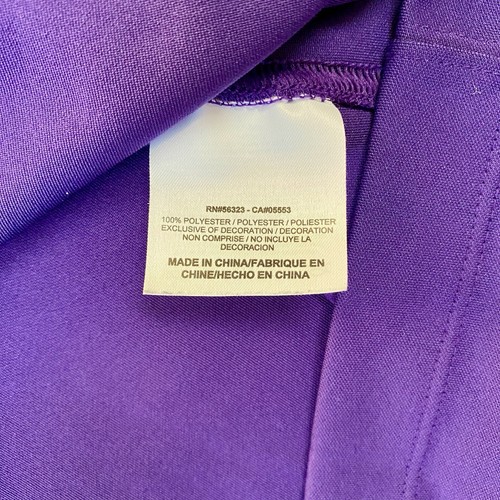 RN#56323 - CA#05553
100% POLYESTER / POLYESTER / POLIESTER
EXCLUSIVE OF DECORATION / DECORATION
NON COMPRISE / NO INCLUYE LA
DECORACION
MADE IN CHINA/FABRIQUE EN
CHINE/HECHO EN CHINA